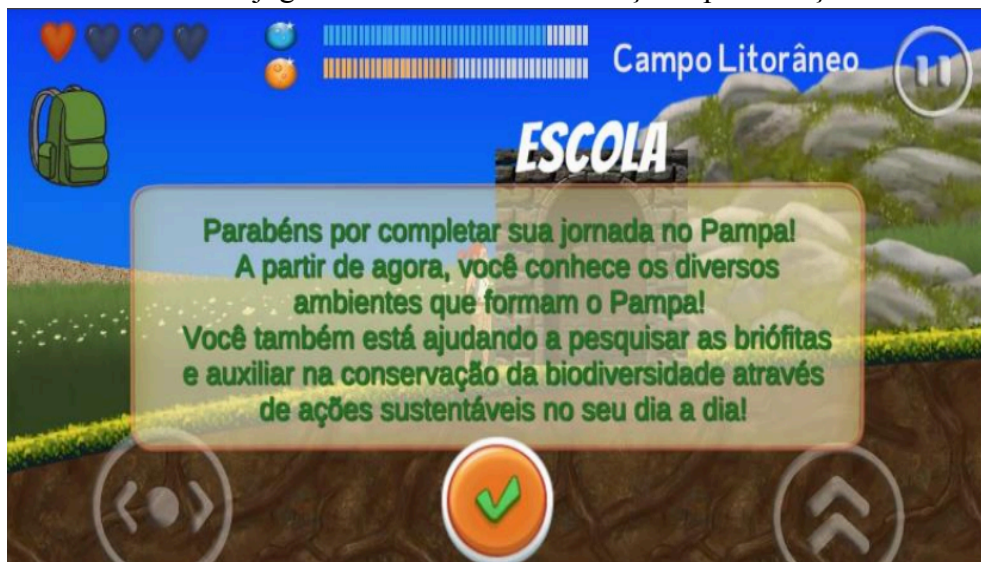 Campo Litorâneo
ESCOLA
Parabéns por completar sua jornada no Pampa!
A partir de agora, você conhece os diversos
ambientes que formam o Pampa!
Você também está ajudando a pesquisar as briófitas
e auxiliar na conservação da biodiversidade através
de ações sustentáveis no seu dia a dia!